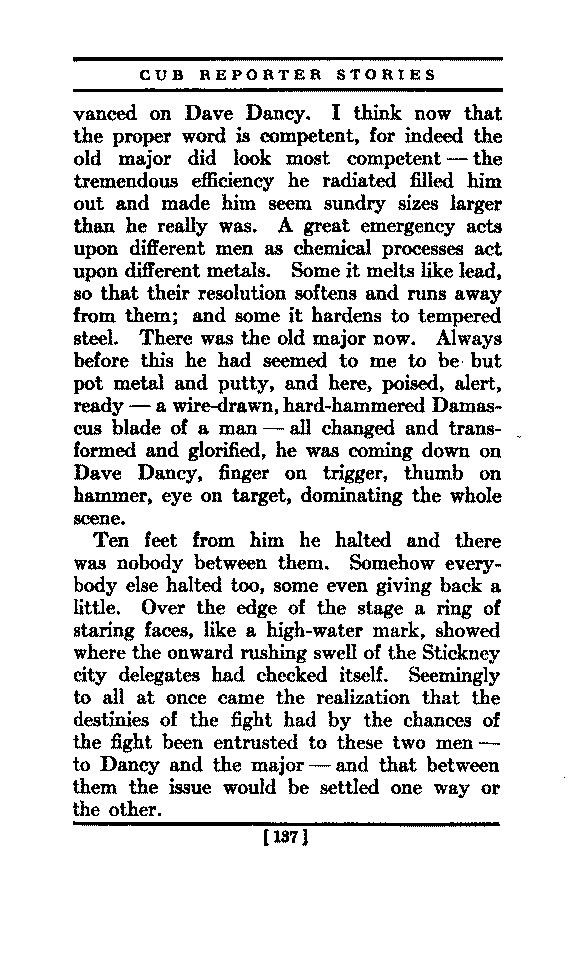 CUB REPORTER STORIES
vanced on Dave Dancy. I think now that
the proper word is competent, for indeed the
old major did look most competent — the
tremendous efficiency he radiated filled him
out and made him seem sundry sizes larger
than he really was. A great emergency acts
upon different men as chemical processes act
upon different metals. Some it melts like lead,
so that their resolution softens and runs away
from them; and some it hardens to tempered
steel. There was the old major now. Always
before this he had seemed to me to be but
pot metal and putty, and here, poised, alert,
ready — a wire-drawn, hard-hammered Damas-
cus blade of a man — all changed and trans-
formed and glorified, he was coming down on
Dave Dancy, finger on trigger, thumb on
hammer, eye on target, dominating the whole
scene.
Ten feet from him he halted and there
was nobody between them. Somehow every-
body else halted too, some even giving back a
little. Over the edge of the stage a ring of
staring faces, like a high-water mark, showed
where the onward rushing swell of the Stickney
city delegates had checked itself. Seemingly
to all at once came the realization that the
destinies of the fight had by the chances of
the fight been entrusted to these two men —
to Dancy and the major — and that between
them the issue would be settled one way or
the other.
[137]